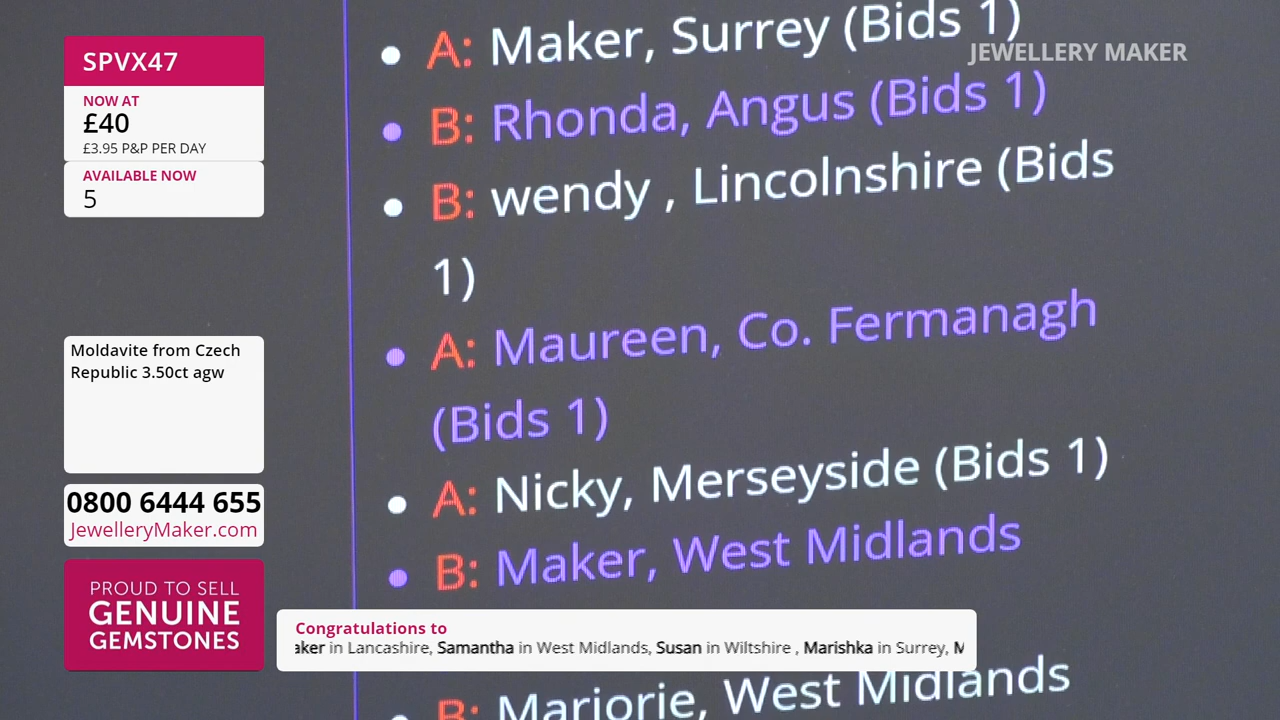 SPVX47
NOW AT
£40
£3.95 P&P PER DAY
AVAILABLE NOW
5
Moldavite from Czech
Republic 3.50ct agw
0800 6444 655
JewelleryMaker.com
PROUD TO SELL
GENUINE
GEMSTONES
JEWELLERY MAKER
• A: Maker, Surrey (Bids 1)
• B: Rhonda, Angus (Bids 1)
• B: wendy , Lincolnshire (Bids
1)
• A: Maureen, Co. Fermanagh
(Bids 1)
• A: Nicky, Merseyside (Bids 1)
• B: Maker, West Midlands
• B: Marjorie, West Midlands
Congratulations to
aker in Lancashire, Samantha in West Midlands, Susan in Wiltshire , Marishka in Surrey, M